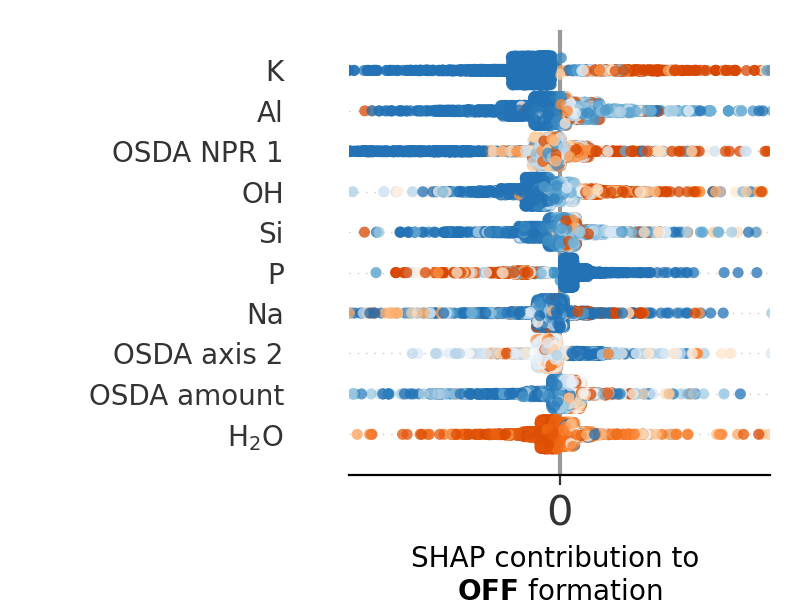 K
Al
OSDA NPR 1
OH
Si
P
Na
OSDA axis 2
OSDA amount
H₂O
0
SHAP contribution to
OFF formation